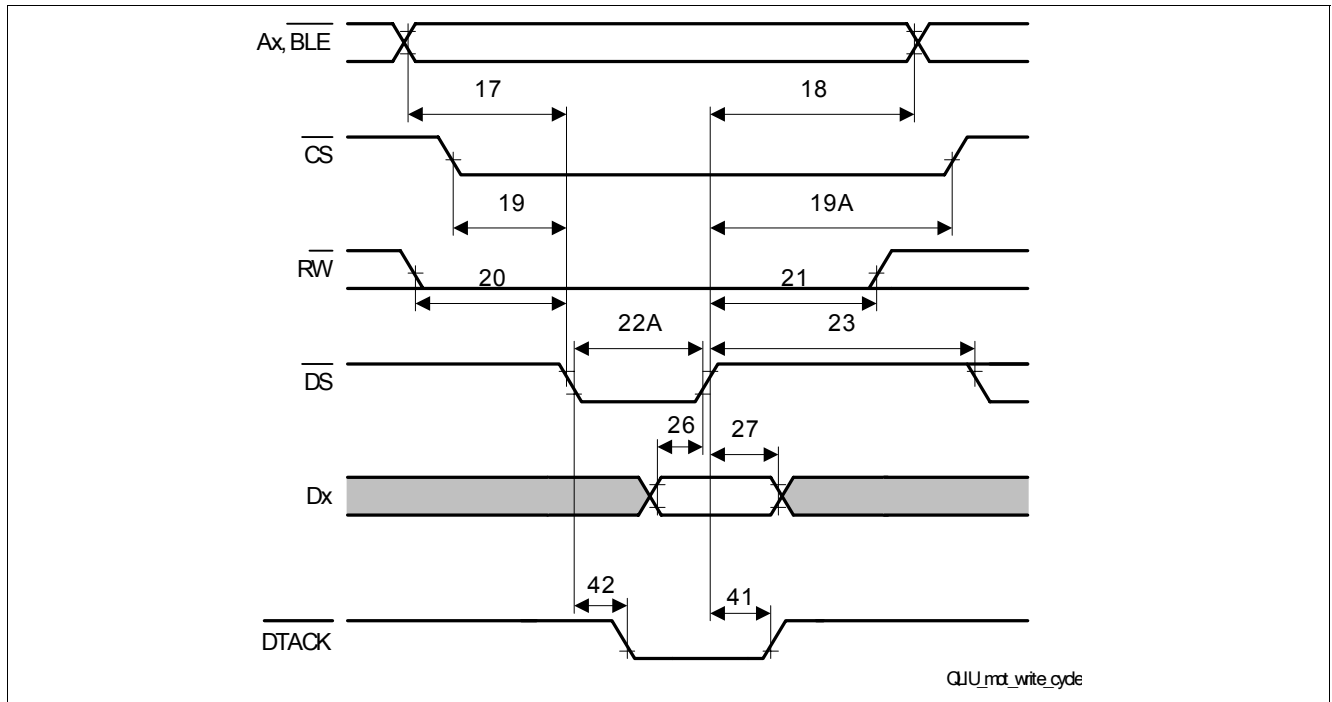 Ax, BLE
17
18
CS
19
19A
RW
20
21
22A
23
DS
26
27
Dx
42
41
DTACK
QLIU_mot_write_cycle